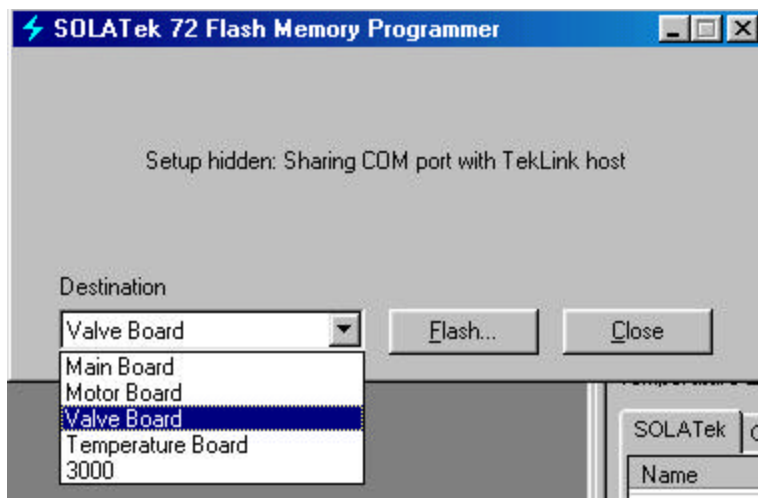 SOLATek 72 Flash Memory Programmer
Setup hidden: Sharing COM port with TekLink host
Destination
Valve Board
Flash...
Close
Main Board
Motor Board
Valve Board
Temperature Board
3000
SOLATek
Name